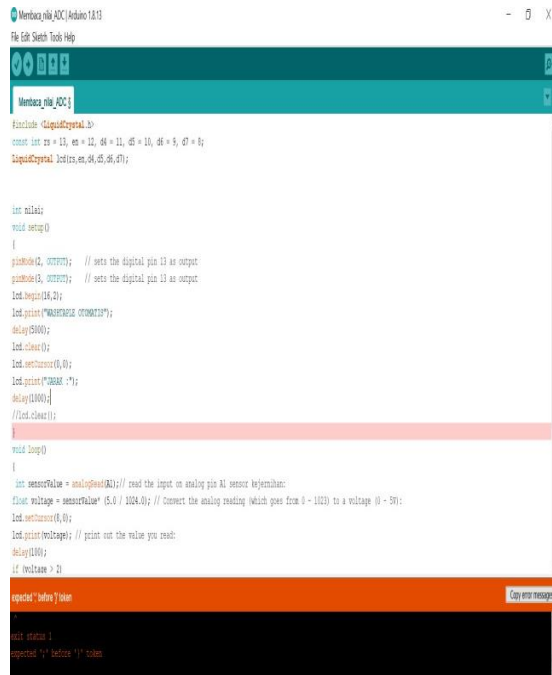 Membaca_nilai_ADC | Arduino 1.8.13
File Edit Sketch Tools Help
Membaca_nilai_ADC §
#include <LiquidCrystal.h>
const int rs = 13, en = 12, d4 = 11, d5 = 10, d6 = 9, d7 = 8;
LiquidCrystal lcd(rs,en,d4,d5,d6,d7);
int nilai;
void setup()
{
pinMode(2, OUTPUT); // sets the digital pin 13 as output
pinMode(3, OUTPUT); // sets the digital pin 13 as output
lcd.begin(16,2);
lcd.print("WASHTAPLE OTOMATIS");
delay(5000);
lcd.clear();
lcd.setCursor(0,0);
lcd.print("JARAK :");
delay(1000);
//lcd.clear();
}
void loop()
{
int sensorValue = analogRead(A1);// read the input on analog pin A1 sensor kejernihan:
float voltage = sensorValue* (5.0 / 1024.0); // Convert the analog reading (which goes from 0 - 1023) to a voltage (0 - 5V):
lcd.setCursor(8,0);
lcd.print(voltage); // print out the value you read:
delay(100);
if (voltage > 2)
expected ';' before '}' token
Copy error messages
^
exit status 1
expected ';' before '}' token